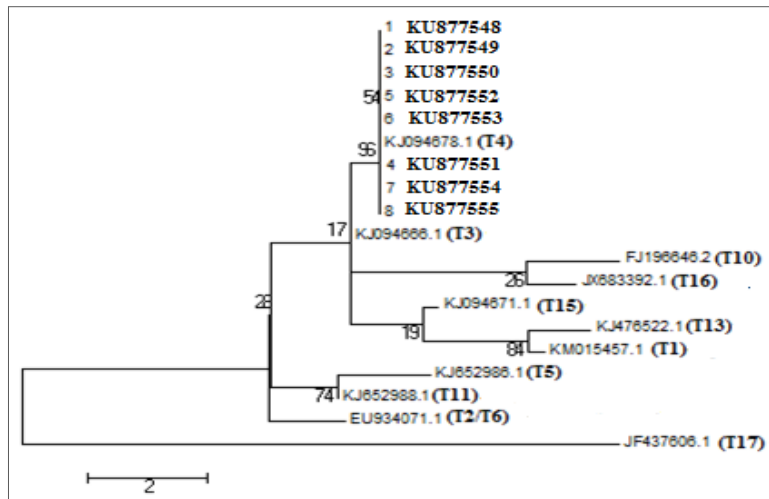 1 KU877548
2 KU877549
3 KU877550
54 5 KU877552
6 KU877553
KJ094678.1 (T4)
96
4 KU877551
7 KU877554
8 KU877555
17 KJ094666.1 (T3)
FJ196646.2 (T10)
26 JX683392.1 (T16)
28
KJ094671.1 (T15)
19
KJ476522.1 (T13)
84 KM015457.1 (T1)
KJ652986.1 (T5)
74 KJ652988.1 (T11)
EU934071.1 (T2/T6)
JF437606.1 (T17)
2